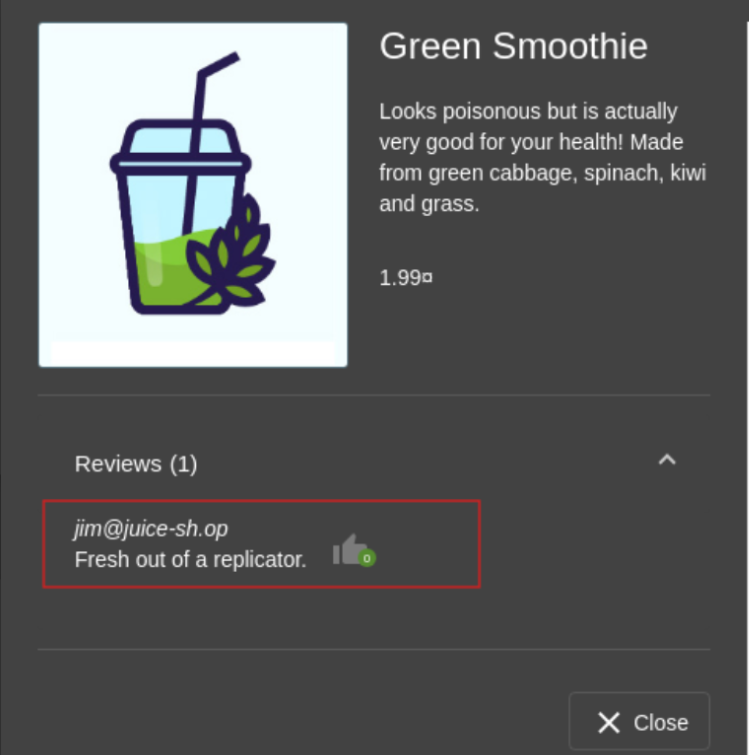 Green Smoothie
Looks poisonous but is actually
very good for your health! Made
from green cabbage, spinach, kiwi
and grass.
1.99¤
Reviews (1)
jim@juice-sh.op
Fresh out of a replicator.
0
Close